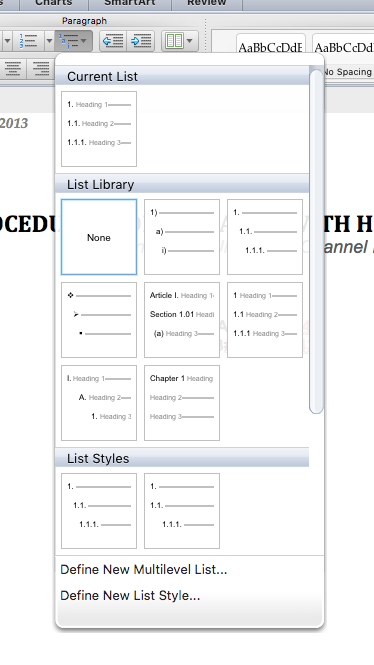 s
Charts
SmartArt
Review
Paragraph
AaBbCcDdE
AaBbCcDdE
No Spacing
Current List
1. Heading 1
1.1. Heading 2
1.1.1. Heading 3
2013
List Library
None
1)
a)
i)
1.
1.1.
1.1.1.
OCEDU
TH H
annel
Article I. Heading 1
Section 1.01 Headi
(a) Heading 3
1 Heading 1
1.1 Heading 2
1.1.1 Heading 3
I. Heading 1
A. Heading 2
1. Heading 3
Chapter 1 Heading
Heading 2
Heading 3
List Styles
1.
1.1.
1.1.1.
1.
1.1.
1.1.1.
Define New Multilevel List...
Define New List Style...